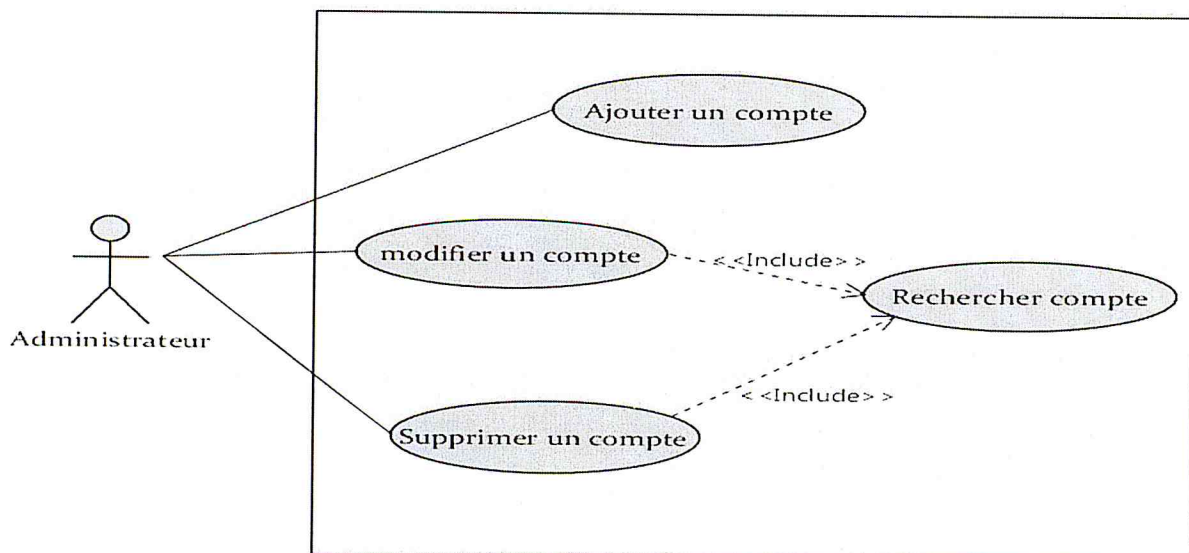 Ajouter un compte
modifier un compte
< <Include> >
Rechercher compte
Administrateur
< <Include> >
Supprimer un compte